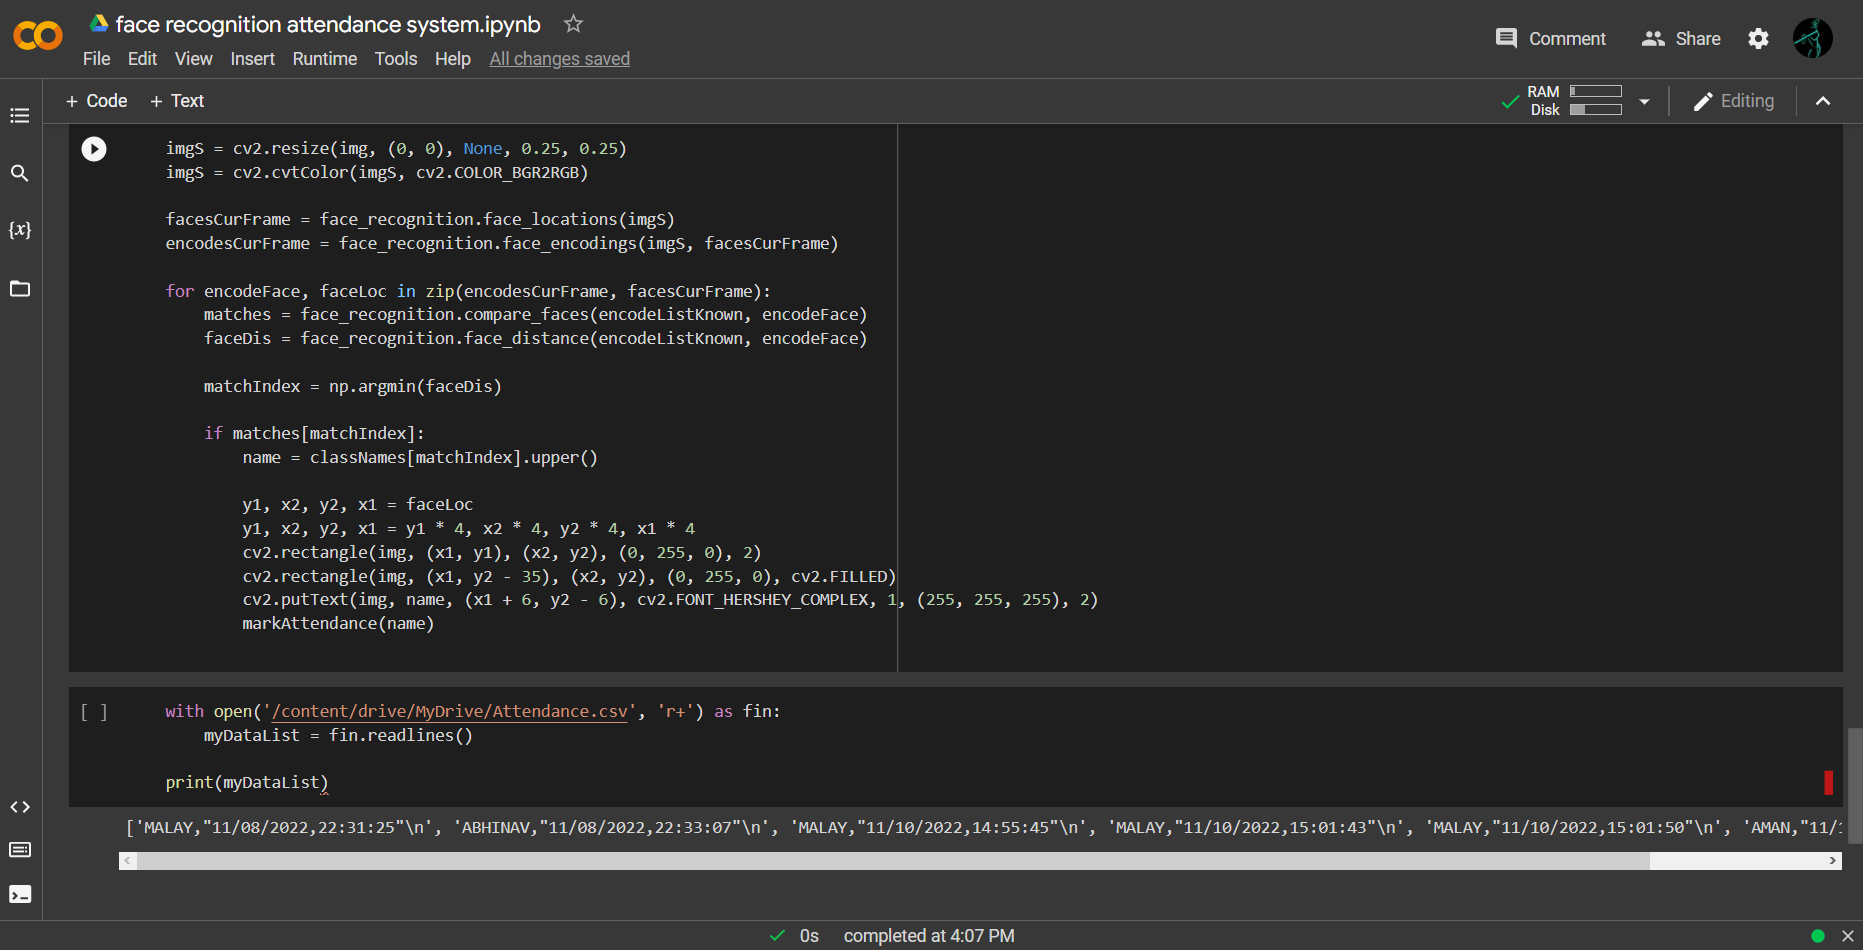 face recognition attendance system.ipynb
Comment
Share
File Edit View Insert Runtime Tools Help All changes saved
+ Code + Text
RAM
Disk
Editing
imgS = cv2.resize(img, (0, 0), None, 0.25, 0.25)
imgS = cv2.cvtColor(imgS, cv2.COLOR_BGR2RGB)
facesCurFrame = face_recognition.face_locations(imgS)
encodesCurFrame = face_recognition.face_encodings(imgS, facesCurFrame)
for encodeFace, faceLoc in zip(encodesCurFrame, facesCurFrame):
matches = face_recognition.compare_faces(encodeListKnown, encodeFace)
faceDis = face_recognition.face_distance(encodeListKnown, encodeFace)
matchIndex = np.argmin(faceDis)
if matches[matchIndex]:
name = classNames[matchIndex].upper()
y1, x2, y2, x1 = faceLoc
y1, x2, y2, x1 = y1 * 4, x2 * 4, y2 * 4, x1 * 4
cv2.rectangle(img, (x1, y1), (x2, y2), (0, 255, 0), 2)
cv2.rectangle(img, (x1, y2 - 35), (x2, y2), (0, 255, 0), cv2.FILLED)
cv2.putText(img, name, (x1 + 6, y2 - 6), cv2.FONT_HERSHEY_COMPLEX, 1, (255, 255, 255), 2)
markAttendance(name)
[ ] with open('/content/drive/MyDrive/Attendance.csv', 'r+') as fin:
myDataList = fin.readlines()
print(myDataList)
['MALAY,"11/08/2022,22:31:25"\n', 'ABHINAV,"11/08/2022,22:33:07"\n', 'MALAY,"11/10/2022,14:55:45"\n', 'MALAY,"11/10/2022,15:01:43"\n', 'MALAY,"11/10/2022,15:01:50"\n', 'AMAN,"11/1
0s completed at 4:07 PM